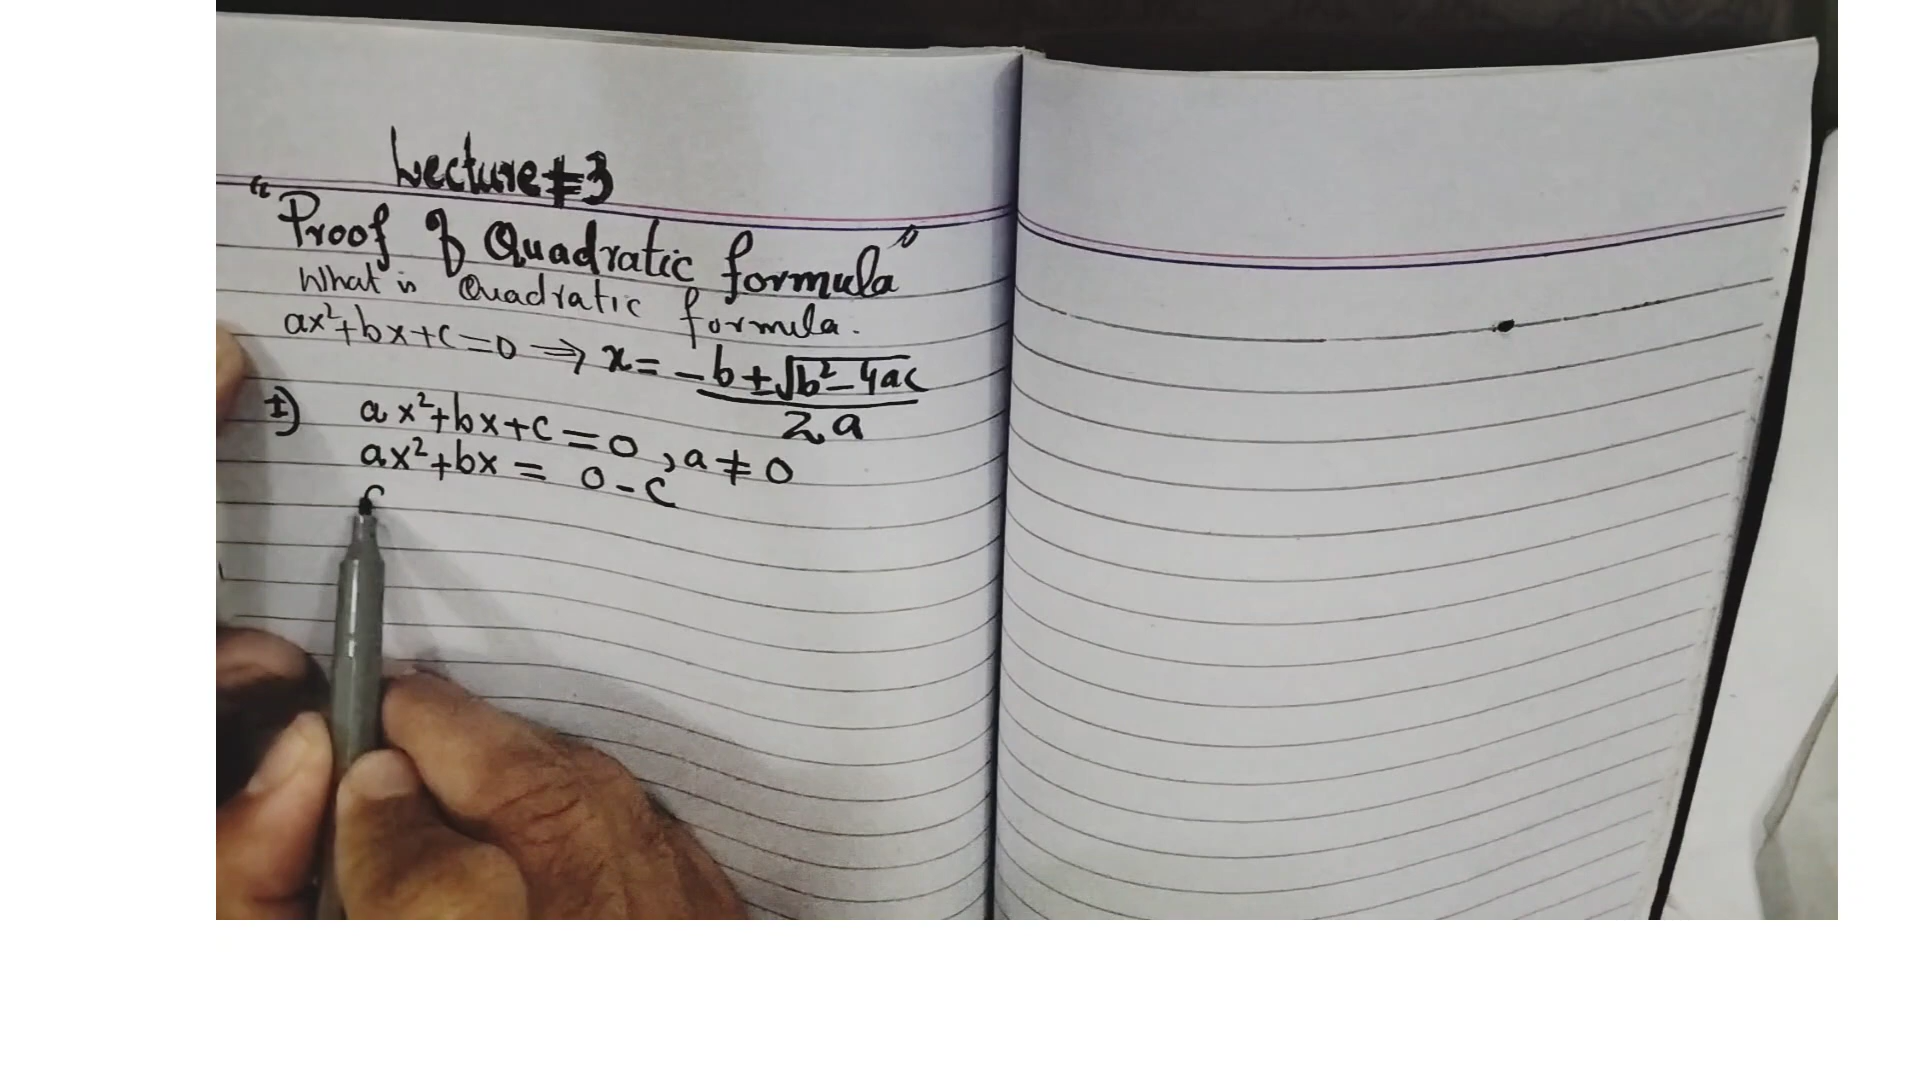 Lecture#3
"Proof of Quadratic formula"
What is Quadratic formula.
ax²+bx+c=0 ⇒ x= -b±√b²-4ac / 2a
I) ax²+bx+c=0, a≠0
ax²+bx = 0-c